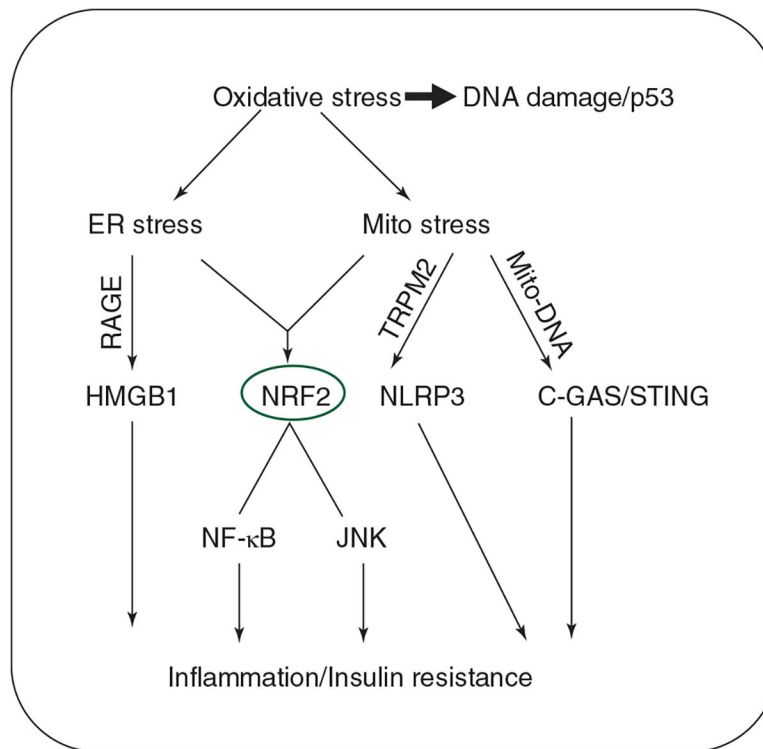 Oxidative stress DNA damage/p53
ER stress Mito stress
RAGE TRPM2 Mito-DNA
HMGB1 NRF2 NLRP3 C-GAS/STING
NF-κB JNK
Inflammation/Insulin resistance